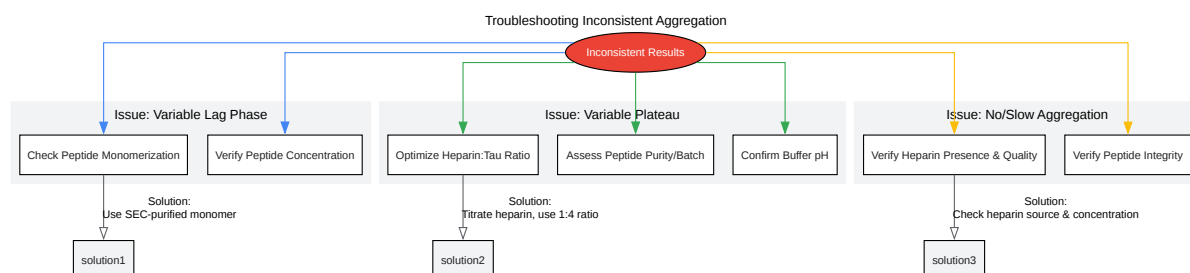 Troubleshooting Inconsistent Aggregation
Inconsistent Results
Issue: Variable Lag Phase
Issue: Variable Plateau
Issue: No/Slow Aggregation
Check Peptide Monomerization
Verify Peptide Concentration
Optimize Heparin:Tau Ratio
Assess Peptide Purity/Batch
Confirm Buffer pH
Verify Heparin Presence & Quality
Verify Peptide Integrity
Solution:
Use SEC-purified monomer
Solution:
Titrate heparin, use 1:4 ratio
Solution:
Check heparin source & concentration
solution1
solution2
solution3